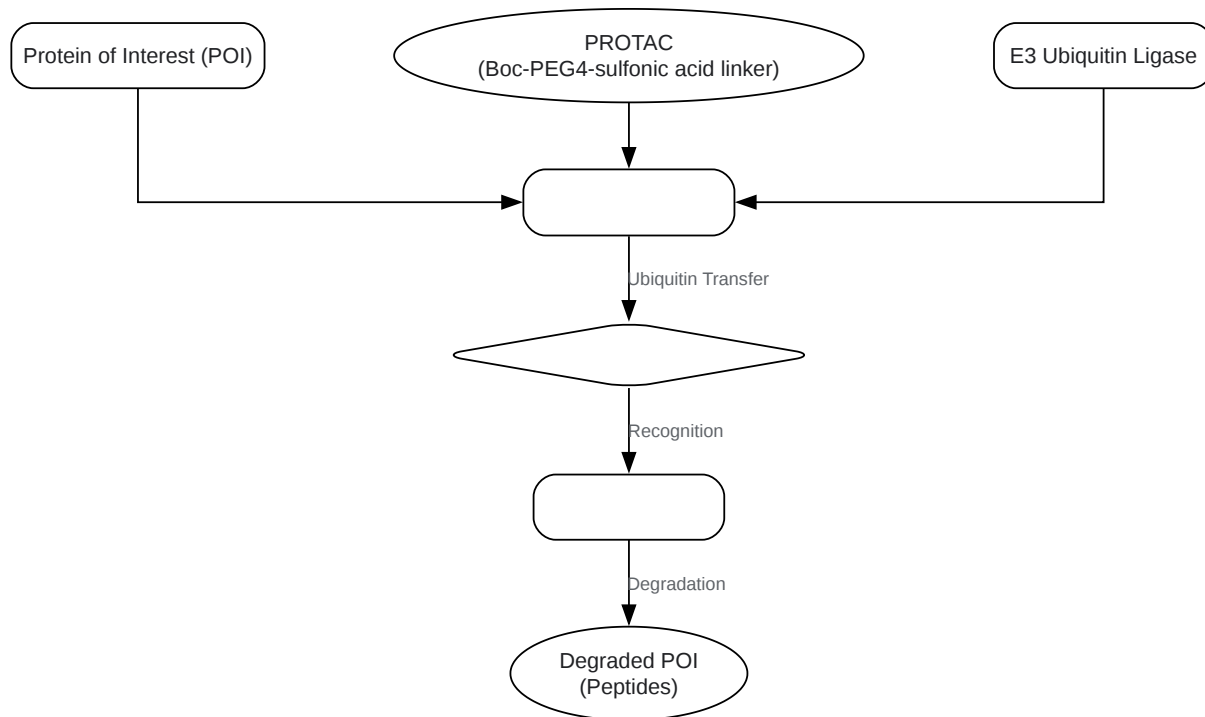 Protein of Interest (POI)
PROTAC
(Boc-PEG4-sulfonic acid linker)
E3 Ubiquitin Ligase
Ubiquitin Transfer
Recognition
Degradation
Degraded POI
(Peptides)